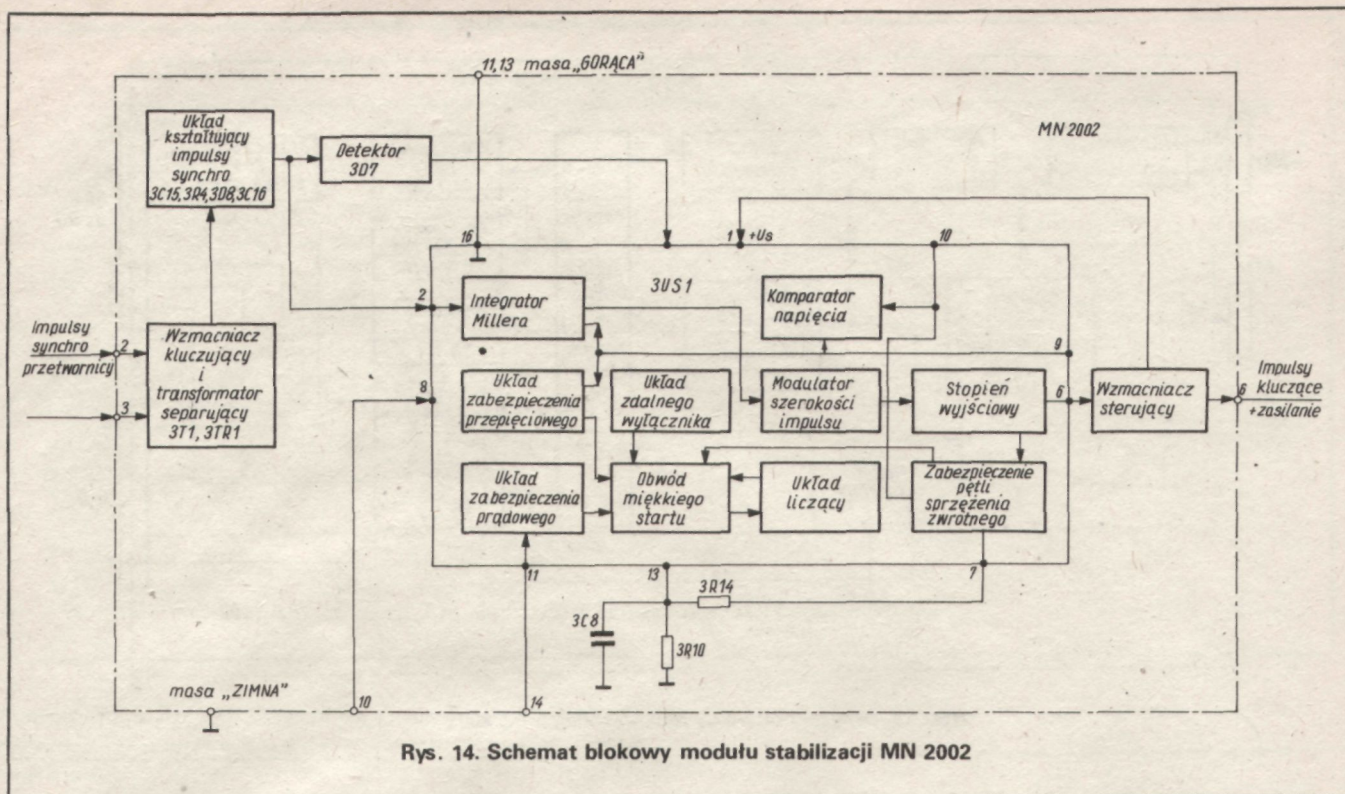 11,13 masa „GORĄCA"
MN 2002
Układ
kształtujący
impulsy
synchro
3C15,3R4,3D8,3C16
Detektor
3D7
16
1
+Us
10
3US1
2
Integrator
Millera
Komparator
napięcia
Impulsy
synchro
przetwornicy
2
3
Wzmacniacz
kluczujący
i
transformator
separujący
3T1, 3TR1
8
9
Układ
zabezpieczenia
przepięciowego
Układ
zdalnego
wyłącznika
Modulator
szerokości
impulsu
Stopień
wyjściowy
6
Wzmacniacz
sterujący
6
Impulsy
kluczące
+zasilanie
Układ
zabezpieczenia
prądowego
Obwód
miękkiego
startu
Układ
liczący
Zabezpieczenie
pętli
sprzężenia
zwrotnego
11
13
7
3R14
3C8
3R10
masa „ZIMNA"
10
14
Rys. 14. Schemat blokowy modułu stabilizacji MN 2002